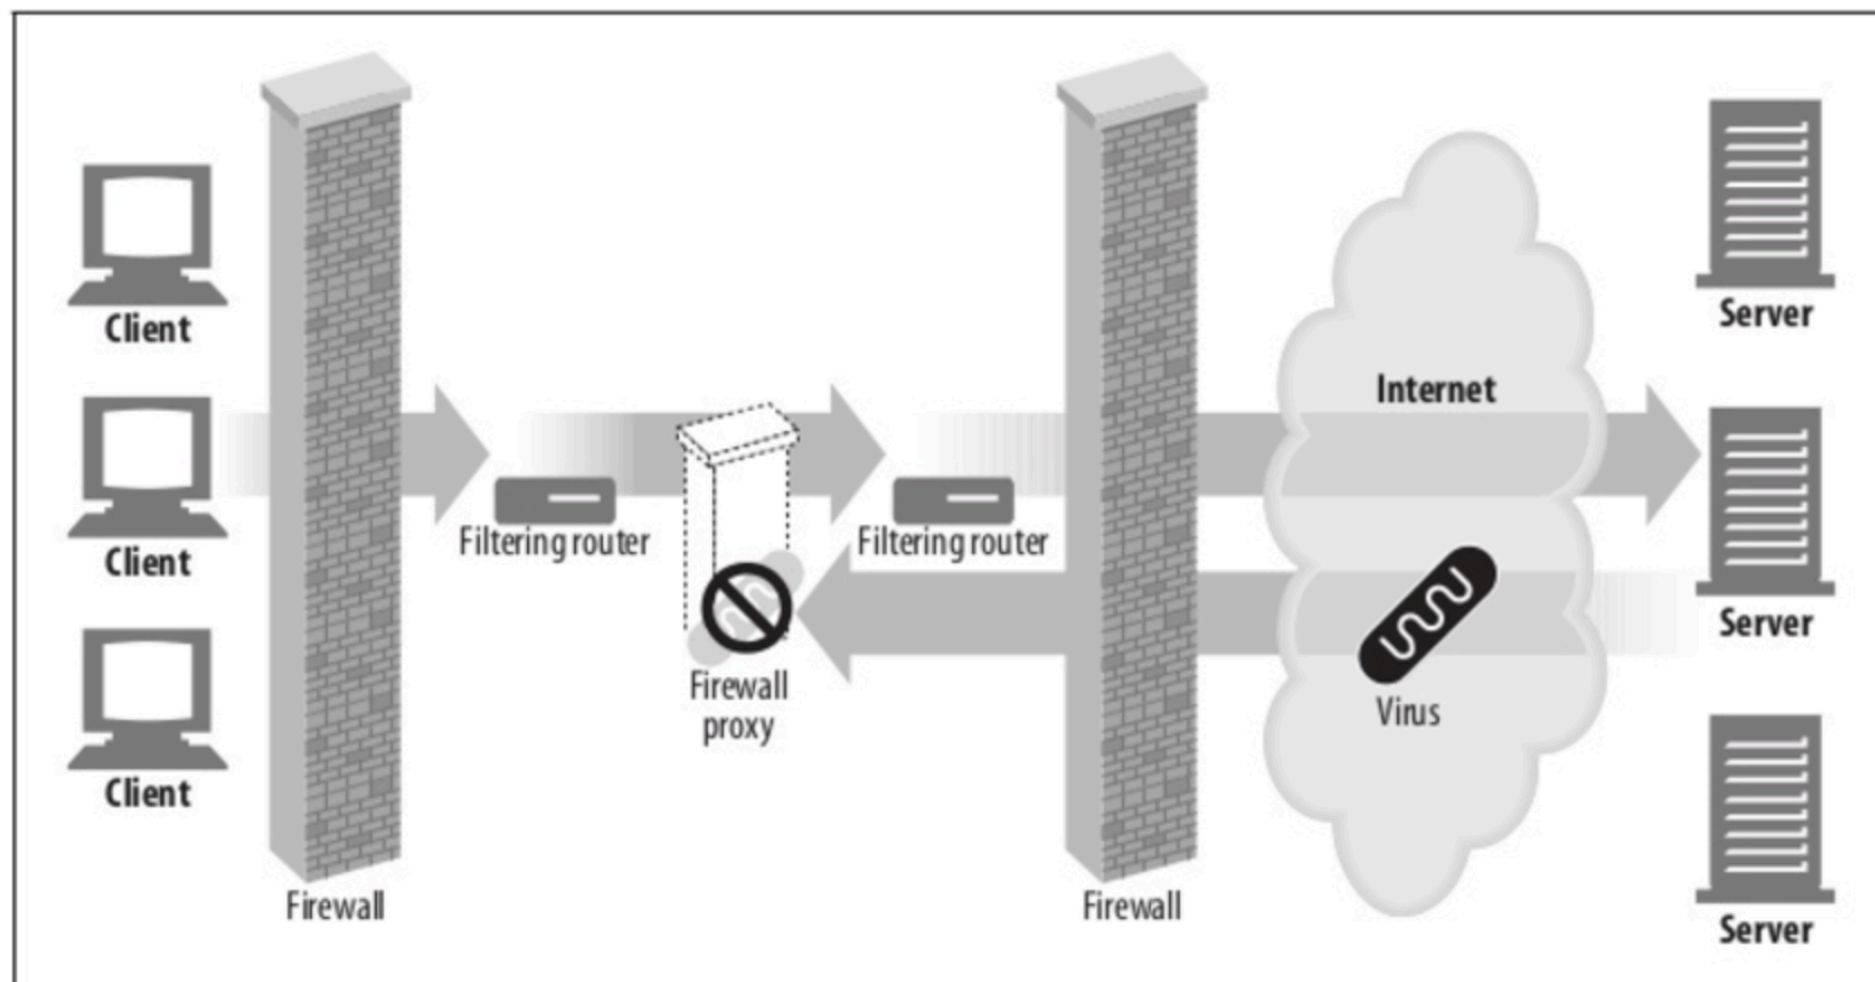 Client
Client
Client
Firewall
Filtering router
Firewall
proxy
Filtering router
Firewall
Internet
Virus
Server
Server
Server